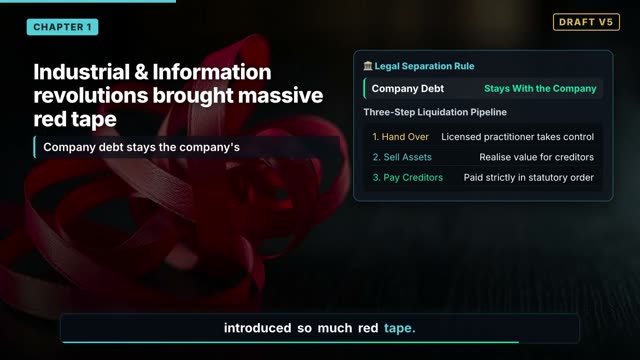 CHAPTER 1
DRAFT V5
Industrial & Information
revolutions brought massive
red tape
Company debt stays the company's
Legal Separation Rule
Company Debt Stays With the Company
Three-Step Liquidation Pipeline
1. Hand Over Licensed practitioner takes control
2. Sell Assets Realise value for creditors
3. Pay Creditors Paid strictly in statutory order
introduced so much red tape.